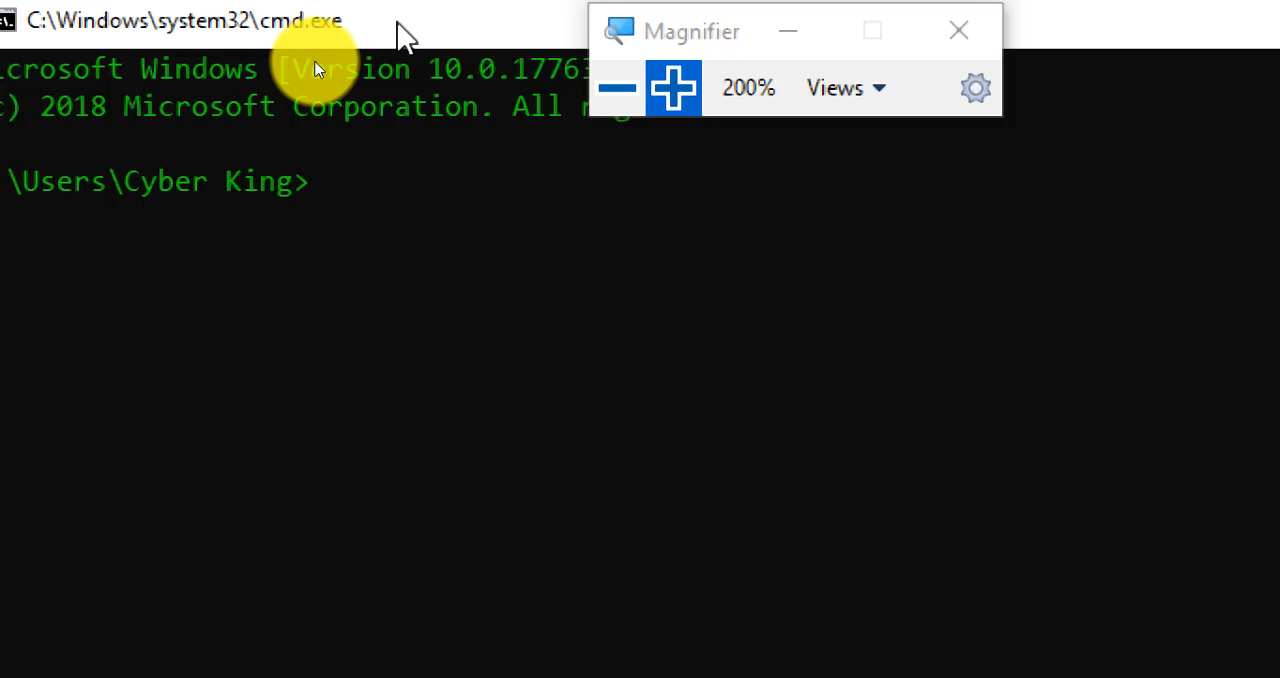 C:\Windows\system32\cmd.exe
Magnifier
icrosoft Windows [Version 10.0.17763
200%
Views
c) 2018 Microsoft Corporation. All
\Users\Cyber King>